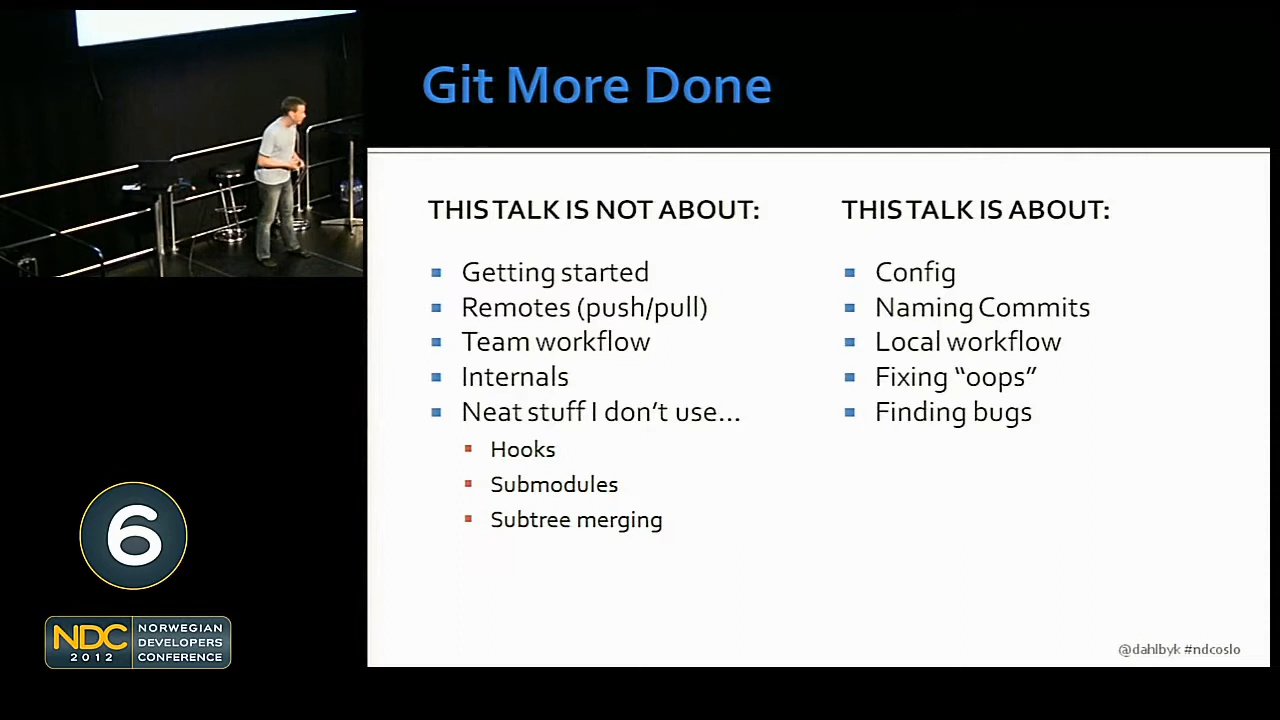 Git More Done
THIS TALK IS NOT ABOUT:
Getting started
Remotes (push/pull)
Team workflow
Internals
Neat stuff I don’t use...
Hooks
Submodules
Subtree merging
THIS TALK IS ABOUT:
Config
Naming Commits
Local workflow
Fixing “oops”
Finding bugs
@dahlbyk #ndcoslo
6
NDC
2012
NORWEGIAN
DEVELOPERS
CONFERENCE